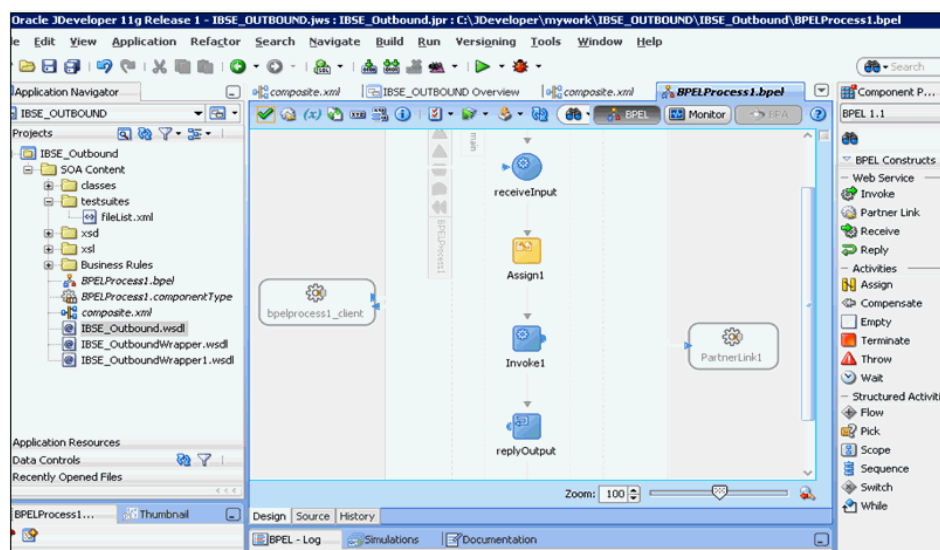 Oracle JDeveloper 11g Release 1 - IBSE_OUTBOUND.jws : IBSE_Outbound.jpr : C:\JDeveloper\mywork\IBSE_OUTBOUND\IBSE_Outbound\BPELProcess1.bpel
le Edit View Application Refactor Search Navigate Build Run Versioning Tools Window Help
Search
Application Navigator
composite.xml IBSE_OUTBOUND Overview composite.xml BPELProcess1.bpel
Component P...
IBSE_OUTBOUND
BPEL Monitor BPA
BPEL 1.1
Projects
IBSE_Outbound
SOA Content
classes
testsuites
fileList.xml
xsd
xsl
Business Rules
BPELProcess1.bpel
BPELProcess1.componentType
composite.xml
IBSE_Outbound.wsdl
IBSE_OutboundWrapper.wsdl
IBSE_OutboundWrapper1.wsdl
Application Resources
Data Controls
Recently Opened Files
BPELProcess1... Thumbnail
main
BPELProcess1
receiveInput
Assign1
bpelprocess1_client
Invoke1
PartnerLink1
replyOutput
Zoom: 100
Design Source History
BPEL - Log Simulations Documentation
BPEL Constructs
Web Service
Invoke
Partner Link
Receive
Reply
Activities
Assign
Compensate
Empty
Terminate
Throw
Wait
Structured Activiti
Flow
Pick
Scope
Sequence
Switch
While